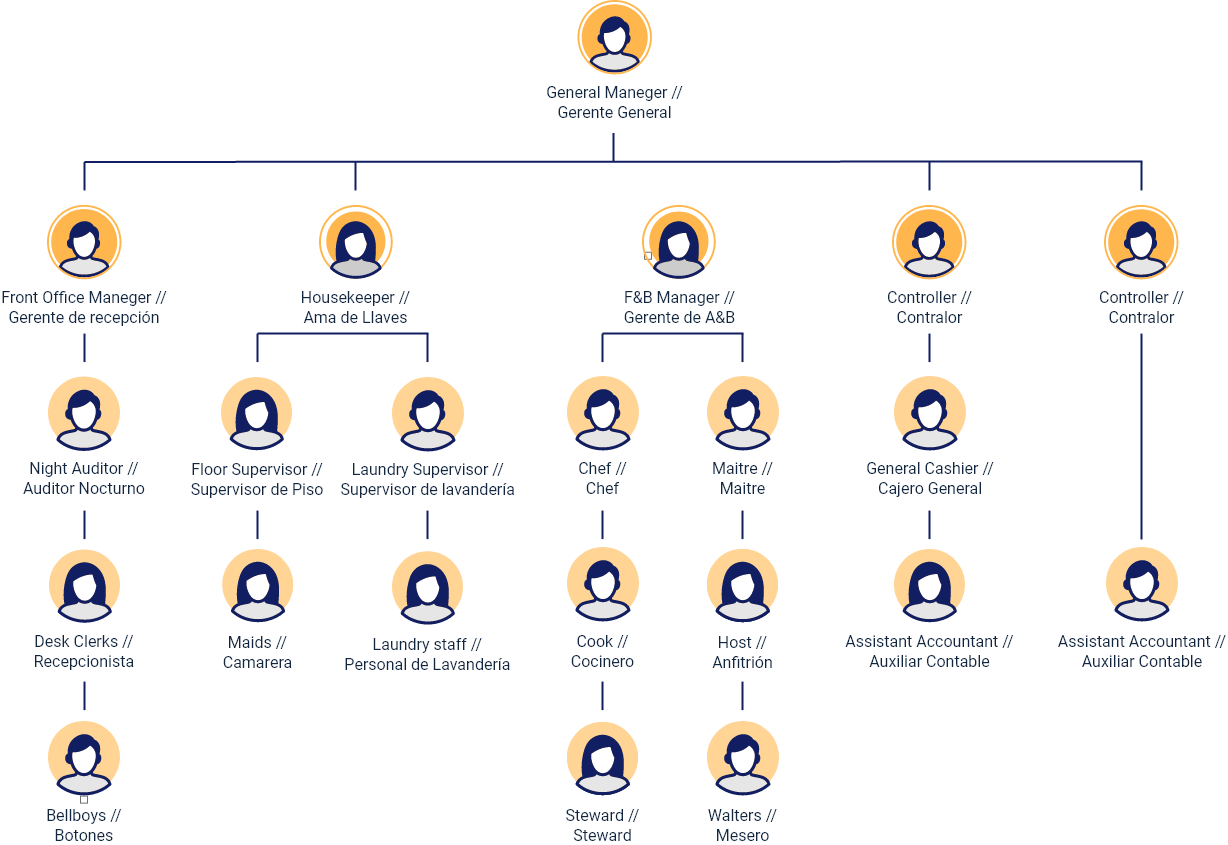 General Maneger //
Gerente General
Front Office Maneger //
Gerente de recepción
Housekeeper //
Ama de Llaves
F&B Manager //
Gerente de A&B
Controller //
Contralor
Controller //
Contralor
Night Auditor //
Auditor Nocturno
Floor Supervisor //
Supervisor de Piso
Laundry Supervisor //
Supervisor de lavandería
Chef //
Chef
Maitre //
Maitre
General Cashier //
Cajero General
Desk Clerks //
Recepcionista
Maids //
Camarera
Laundry staff //
Personal de Lavandería
Cook //
Cocinero
Host //
Anfitrión
Assistant Accountant //
Auxiliar Contable
Assistant Accountant //
Auxiliar Contable
Bellboys //
Botones
Steward //
Steward
Walters //
Mesero